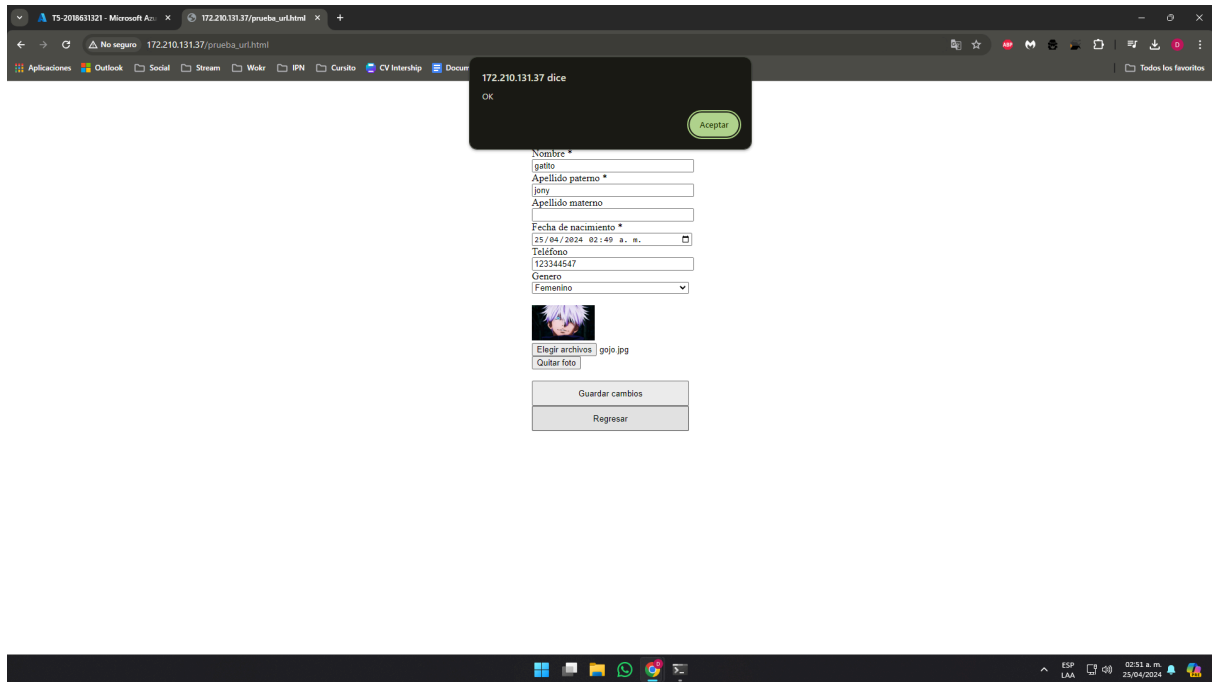 T5-2018631321 - Microsoft Azu
172.210.131.37/prueba_url.html
No seguro 172.210.131.37/prueba_url.html
ABP
D
Aplicaciones Outlook Social Stream Wokr IPN Cursito CV Intership Docum
Todos los favoritos
172.210.131.37 dice
OK
Aceptar
Nombre *
gatito
Apellido paterno *
jony
Apellido materno
Fecha de nacimiento *
25/04/2024 02:49 a. m.
Teléfono
123344547
Genero
Femenino
Elegir archivos gojo.jpg
Quitar foto
Guardar cambios
Regresar
ESP
LAA
02:51 a. m.
25/04/2024